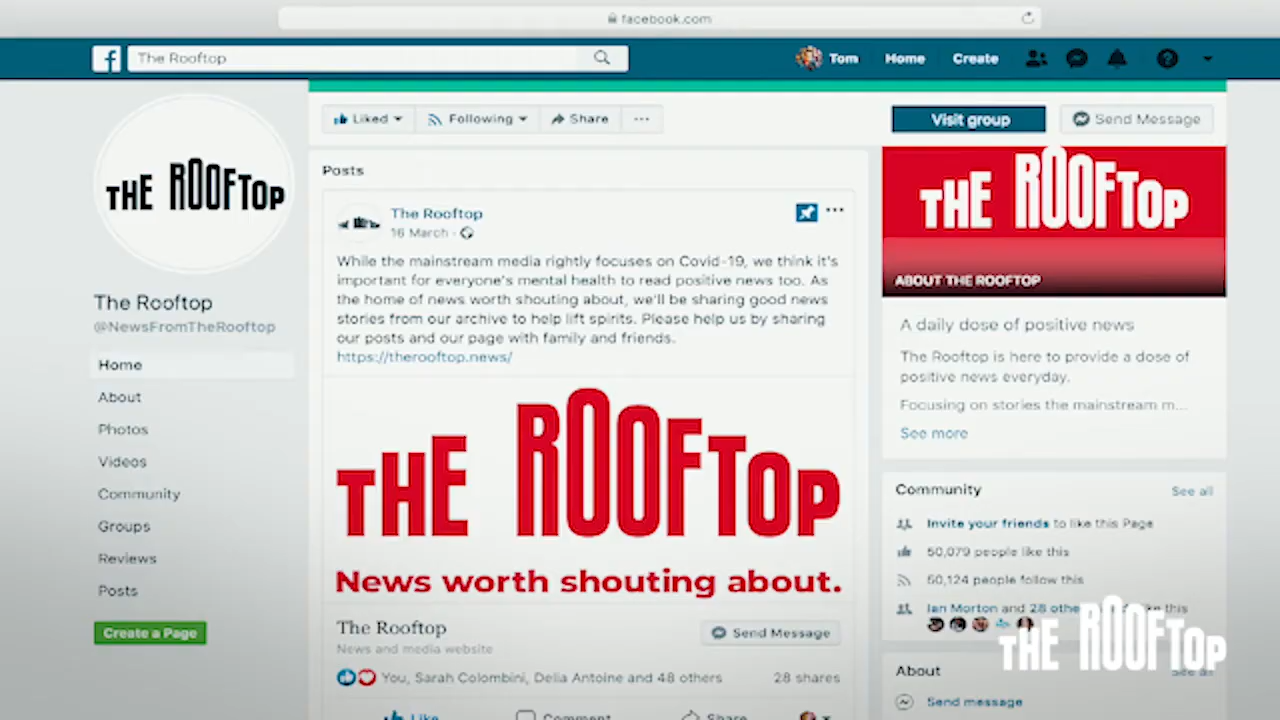 facebook.com
The Rooftop
Tom
Home
Create
THE ROOFTOP
The Rooftop
@NewsFromTheRooftop
Home
About
Photos
Videos
Community
Groups
Reviews
Posts
Create a Page
Liked
Following
Share
Visit group
Send Message
Posts
The Rooftop
16 March
While the mainstream media rightly focuses on Covid-19, we think it's
important for everyone's mental health to read positive news too. As
the home of news worth shouting about, we'll be sharing good news
stories from our archive to help lift spirits. Please help us by sharing
our posts and our page with family and friends.
https://therooftop.news/
THE ROOFTOP
News worth shouting about.
The Rooftop
News and media website
Send Message
You, Sarah Colombini, Delia Antoine and 48 others
28 shares
Like
Comment
Share
THE ROOFTOP
ABOUT THE ROOFTOP
A daily dose of positive news
The Rooftop is here to provide a dose of
positive news everyday.
Focusing on stories the mainstream m...
See more
Community
See all
Invite your friends to like this Page
50,079 people like this
50,124 people follow this
Ian Morton and 28 othe this
THE ROOFTOP
About
See all
Send message